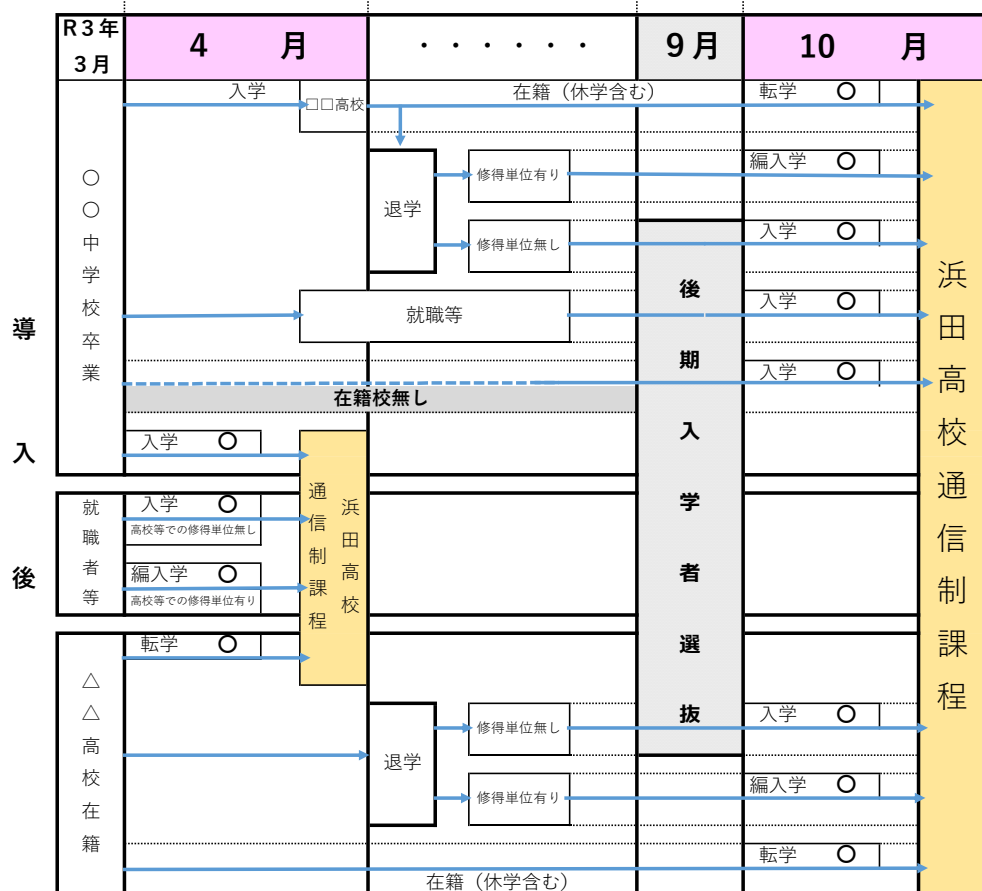 R3年
3月
4 月
・・・・・・
9月
10 月
導
入
後
〇〇中学校卒業
入学
□□高校
在籍（休学含む）
転学 〇
退学
修得単位有り
編入学 〇
修得単位無し
入学 〇
就職等
入学 〇
入学 〇
在籍校無し
入学 〇
後期入学者選抜
浜田高校通信制課程
浜田高校
通信制課程
就職者等
入学 〇
高校等での修得単位無し
編入学 〇
高校等での修得単位有り
△△高校在籍
転学 〇
退学
修得単位無し
入学 〇
修得単位有り
編入学 〇
転学 〇
在籍（休学含む）